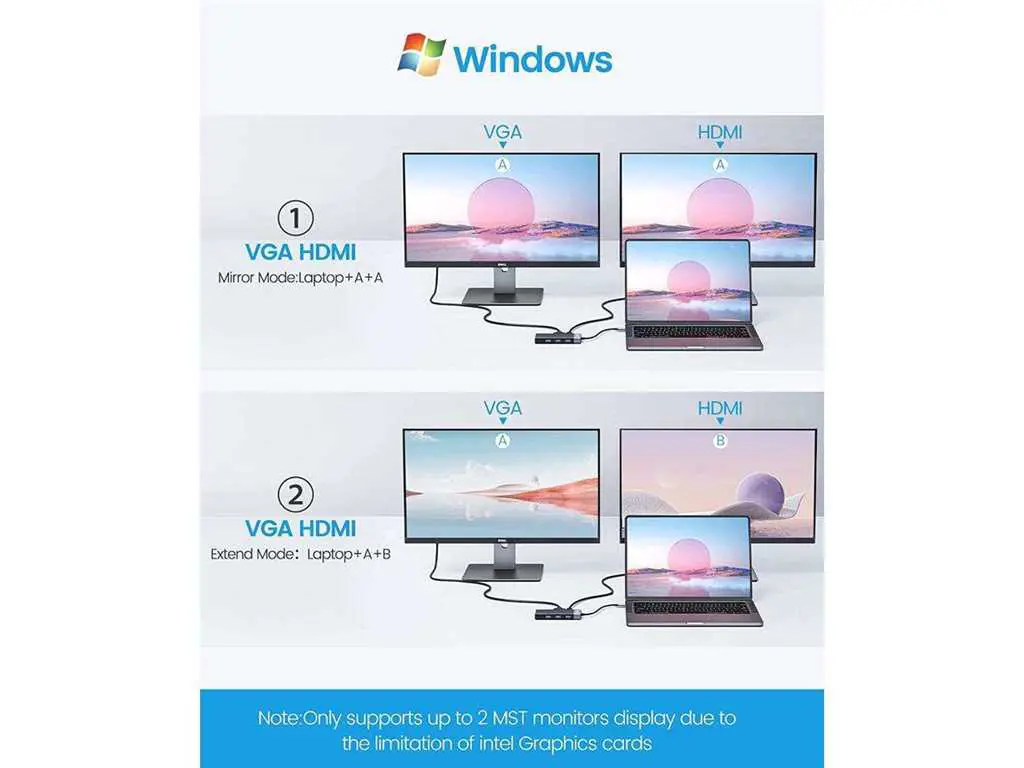 Windows
VGA
HDMI
A
A
1
VGA HDMI
Mirror Mode:Laptop+A+A
VGA
HDMI
A
B
2
VGA HDMI
Extend Mode: Laptop+A+B
Note:Only supports up to 2 MST monitors display due to
the limitation of intel Graphics cards